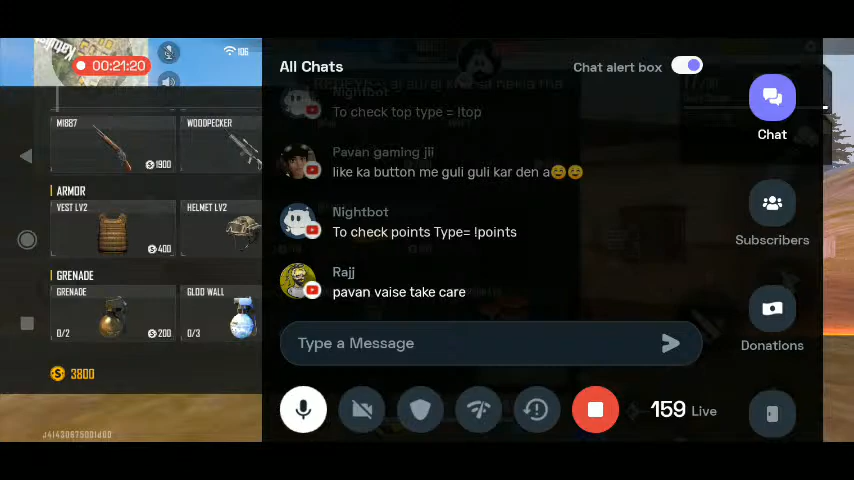 00:21:20
106
M1887
WOODPECKER
1900
ARMOR
VEST LV2
HELMET LV2
400
GRENADE
GRENADE
GLOO WALL
0/2
200
0/3
3800
All Chats
Chat alert box
Nightbot
To check top type = !top
Pavan gaming jii
like ka button me guli guli kar den a😄😄
Nightbot
To check points Type= !points
Rajj
pavan vaise take care
Type a Message
159 Live
Chat
Subscribers
Donations